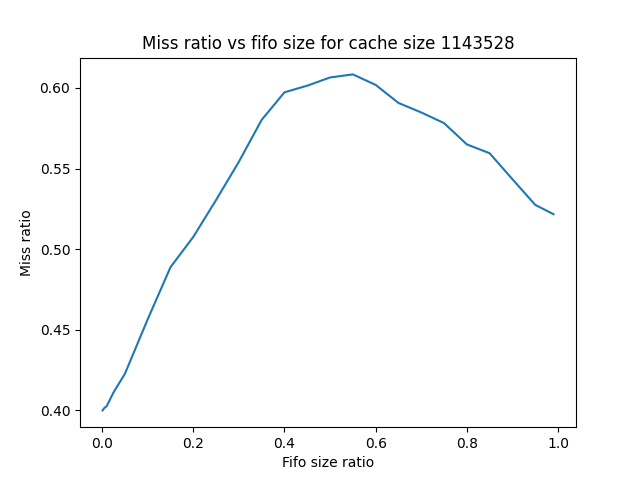 Miss ratio vs fifo size for cache size 1143528
Miss ratio
0.60
0.55
0.50
0.45
0.40
0.0 0.2 0.4 0.6 0.8 1.0
Fifo size ratio